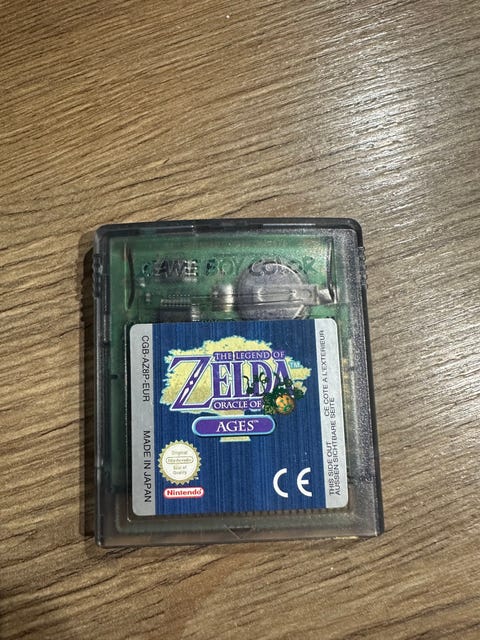 GAME BOY COLOR
CGB-AZ8P-EUR
MADE IN JAPAN
THE LEGEND OF
ZELDA
ORACLE OF
AGES™
Original
Nintendo
Seal of
Quality
Nintendo
CE
THIS SIDE OUT CE COTE A L'EXTERIEUR
AUSSEN SICHTBARE SEITE